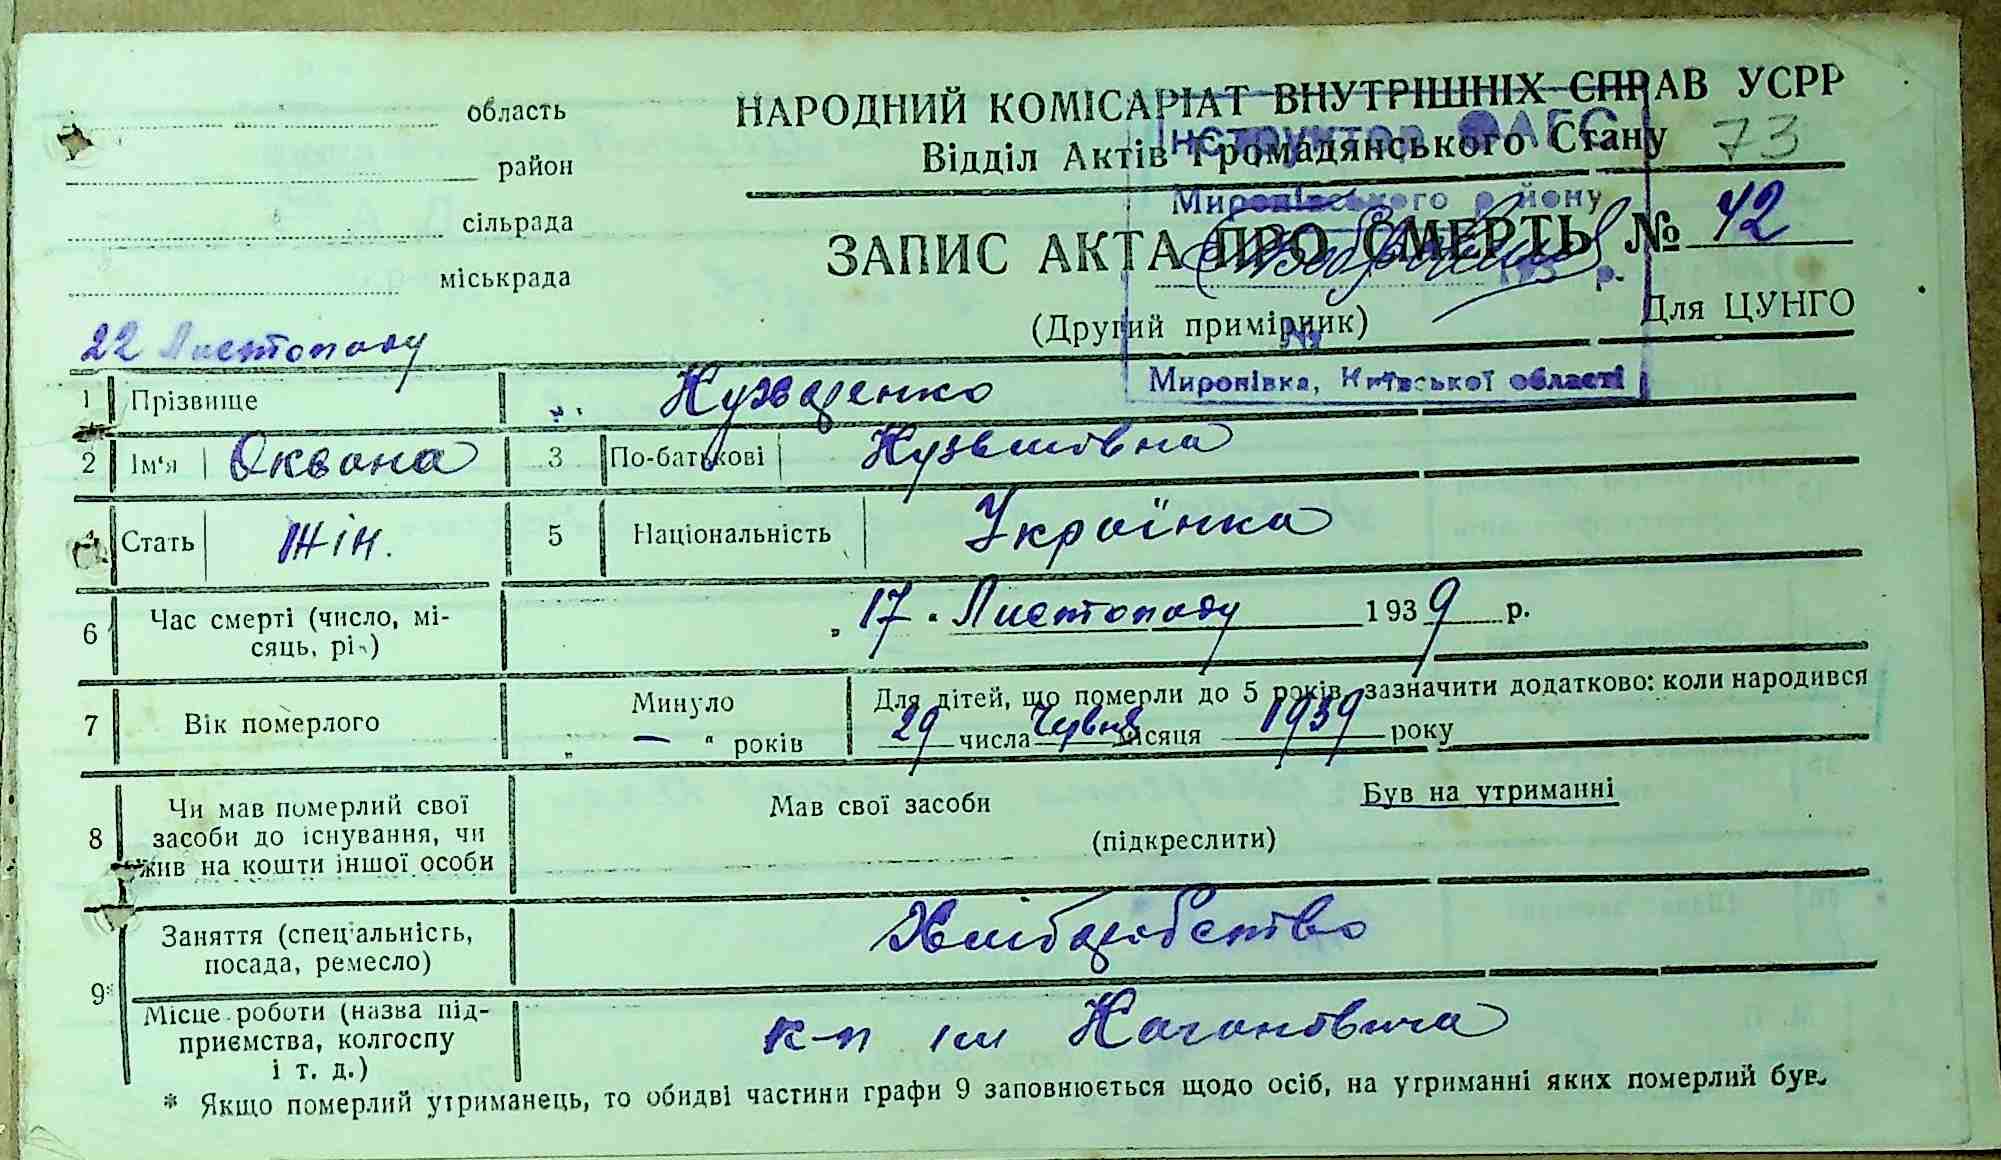 область
район
сільрада
міськрада
НАРОДНИЙ КОМІСАРІАТ ВНУТРІШНІХ СПРАВ УСРР
Відділ Актів Громадянського Стану 73
ЗАПИС АКТА ПРО СМЕРТЬ № 42
(Другий примірник)
Для ЦУНГО
Миронівського району
193 р.
Миронівка, Київської області
22 Листопаду
1 Прізвище
2 Ім'я Оксана 3 По-батькові Кузьмовна
4 Стать Жін. 5 Національність Українка
6 Час смерті (число, мі-
сяць, рік) „ 17 " Листопаду 1939 р.
7 Вік померлого Минуло „ — " років
Для дітей, що померли до 5 років, зазначити додатково: коли народився
29 числа Червня місяця 1939 року
8 Чи мав померлий свої
засоби до існування, чи
жив на кошти іншої особи
Мав свої засоби Був на утриманні
(підкреслити)
9* Заняття (спеціальність,
посада, ремесло) Хліборобство
Місце роботи (назва під-
приємства, колгоспу
і т. д.) к-п ім Кагановича
* Якщо померлий утриманець, то обидві частини графи 9 заповнюється щодо осіб, на утриманні яких померлий був.